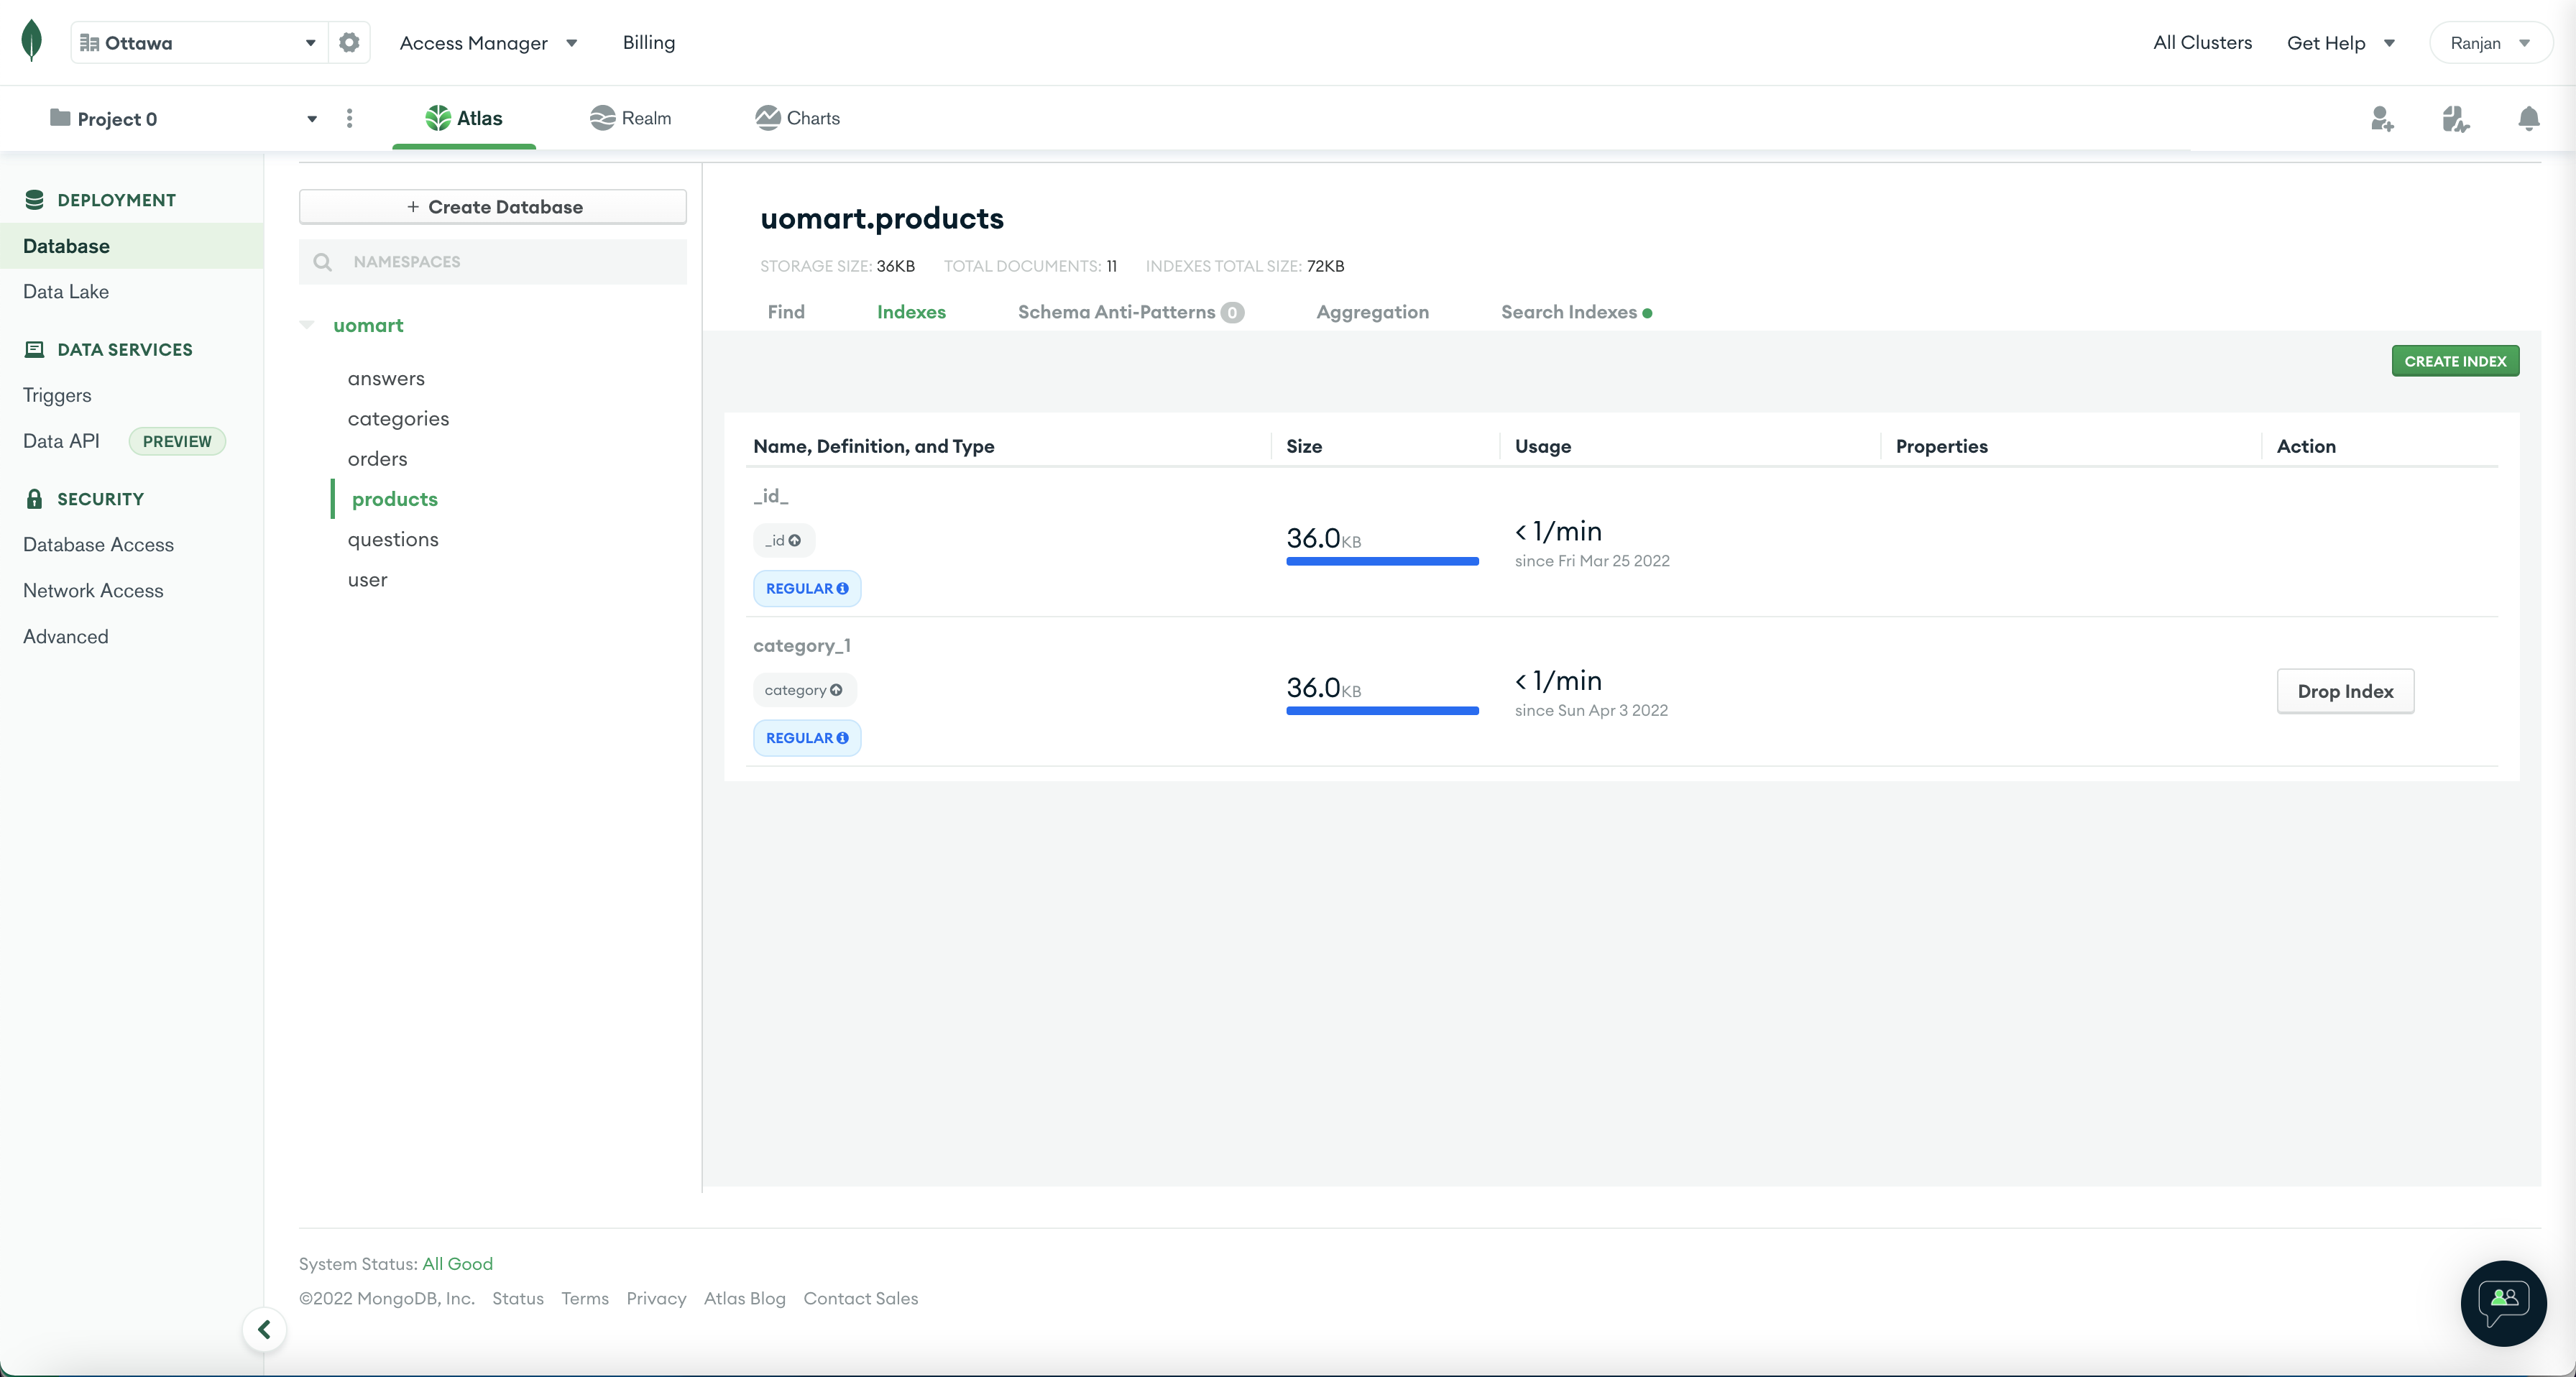 Ottawa
Access Manager
Billing
All Clusters
Get Help
Ranjan
Project 0
Atlas
Realm
Charts
DEPLOYMENT
Database
Data Lake
DATA SERVICES
Triggers
Data API PREVIEW
SECURITY
Database Access
Network Access
Advanced
+ Create Database
NAMESPACES
uomart
answers
categories
orders
products
questions
user
uomart.products
STORAGE SIZE: 36KB TOTAL DOCUMENTS: 11 INDEXES TOTAL SIZE: 72KB
Find Indexes Schema Anti-Patterns 0 Aggregation Search Indexes
CREATE INDEX
Name, Definition, and Type Size Usage Properties Action
_id_
_id
REGULAR
36.0KB
< 1/min
since Fri Mar 25 2022
category_1
category
REGULAR
36.0KB
< 1/min
since Sun Apr 3 2022
Drop Index
System Status: All Good
©2022 MongoDB, Inc. Status Terms Privacy Atlas Blog Contact Sales